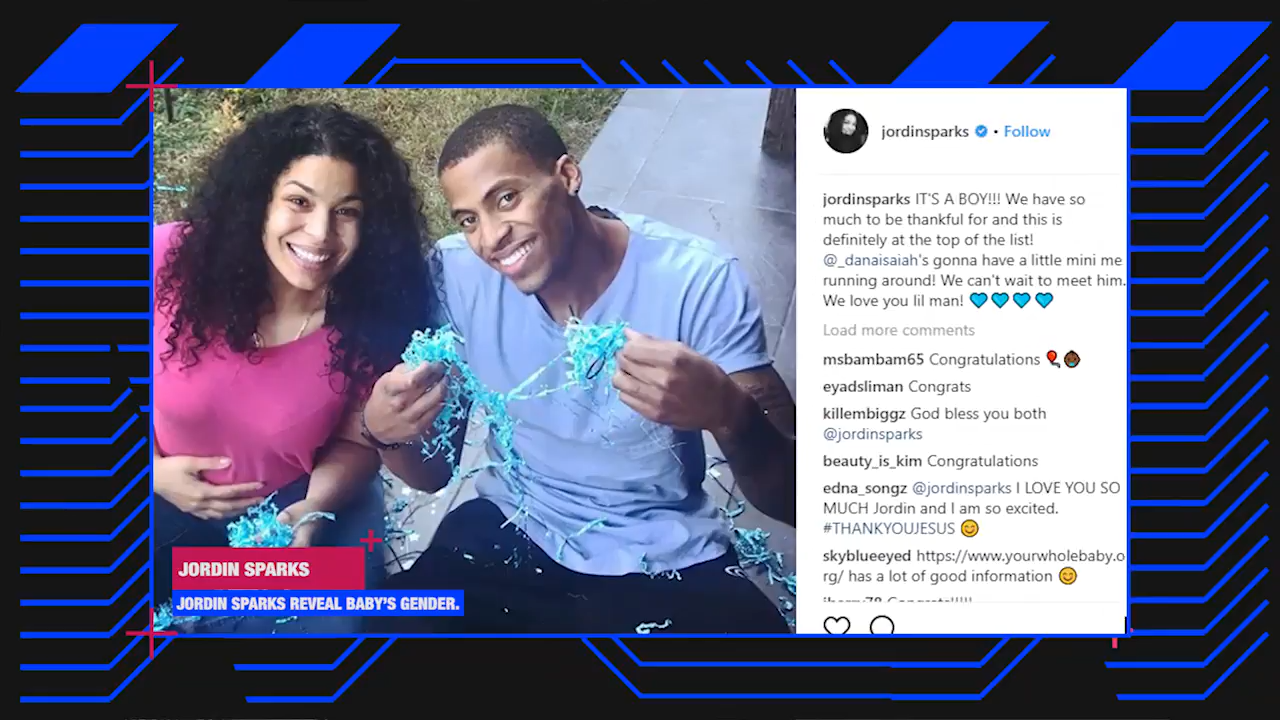 jordinsparks • Follow
jordinsparks IT'S A BOY!!! We have so
much to be thankful for and this is
definitely at the top of the list!
@_danaisaiah's gonna have a little mini me
running around! We can't wait to meet him.
We love you lil man! 💙💙💙💙
Load more comments
msbambam65 Congratulations 🎈👶🏿
eyadsliman Congrats
killembiggz God bless you both
@jordinsparks
beauty_is_kim Congratulations
edna_songz @jordinsparks I LOVE YOU SO
MUCH Jordin and I am so excited.
#THANKYOUJESUS 😊
skyblueeyed https://www.yourwholebaby.o
rg/ has a lot of good information 😊
JORDIN SPARKS
JORDIN SPARKS REVEAL BABY'S GENDER.